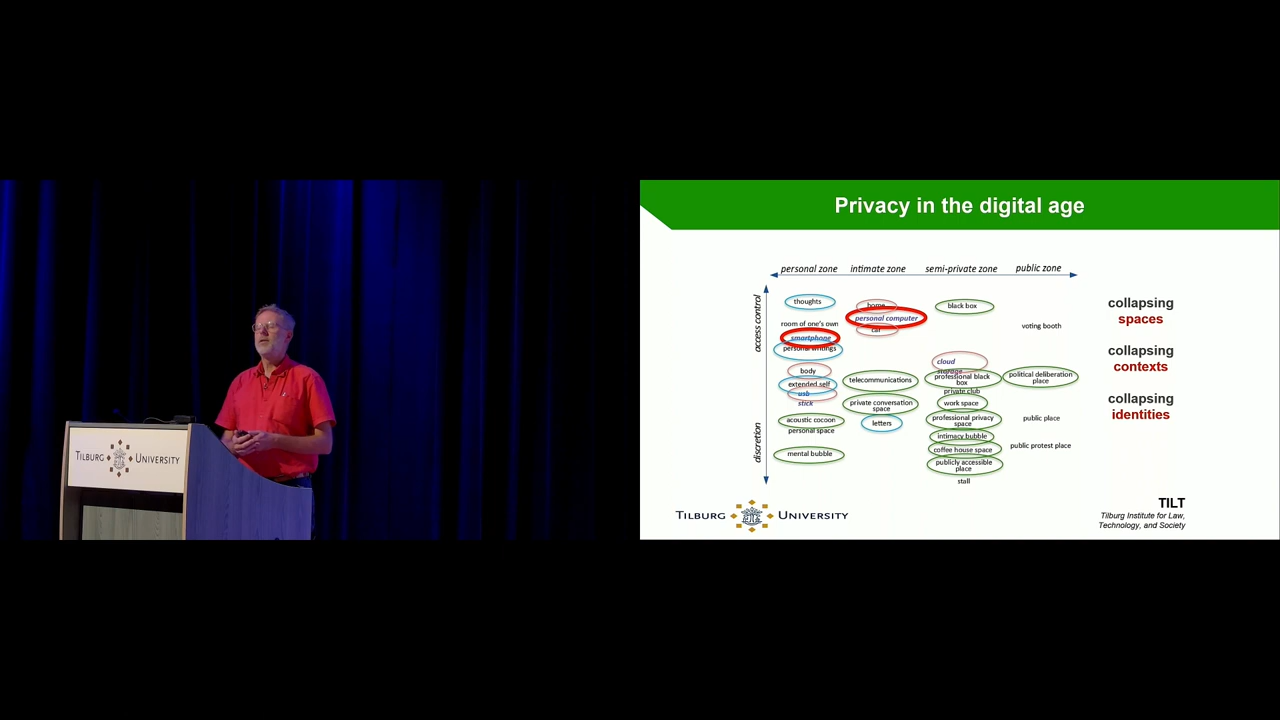 TILBURG UNIVERSITY
Privacy in the digital age
personal zone intimate zone semi-private zone public zone
access control
discretion
thoughts
room of one's own
smartphone
personal writings
body
extended self
usb
stick
acoustic cocoon
personal space
mental bubble
home
personal computer
car
telecommunications
private conversation
space
letters
black box
cloud
storage
professional black
box
private club
work space
professional privacy
space
intimacy bubble
coffee house space
publicly accessible
place
stall
voting booth
political deliberation
place
public place
public protest place
collapsing
spaces
collapsing
contexts
collapsing
identities
TILBURG UNIVERSITY
TILT
Tilburg Institute for Law,
Technology, and Society